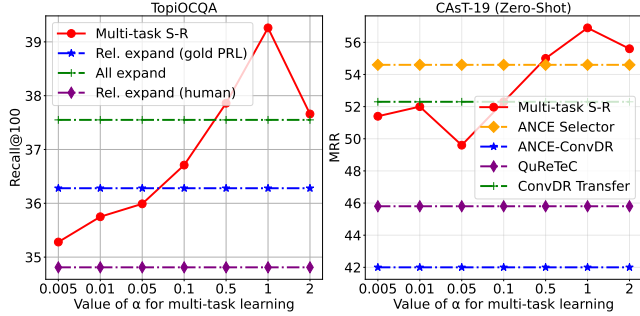 TopiOCQA
Recall@100
39
38
37
36
35
Multi-task S-R
Rel. expand (gold PRL)
All expand
Rel. expand (human)
0.005 0.01 0.05 0.1 0.5 1 2
Value of α for multi-task learning
CAsT-19 (Zero-Shot)
MRR
56
54
52
50
48
46
44
42
Multi-task S-R
ANCE Selector
ANCE-ConvDR
QuReTeC
ConvDR Transfer
0.005 0.01 0.05 0.1 0.5 1 2
Value of α for multi-task learning